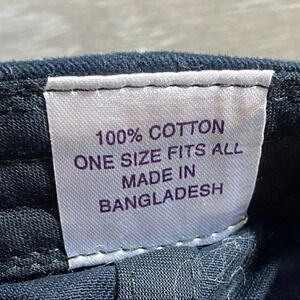 100% COTTON
ONE SIZE FITS ALL
MADE IN
BANGLADESH